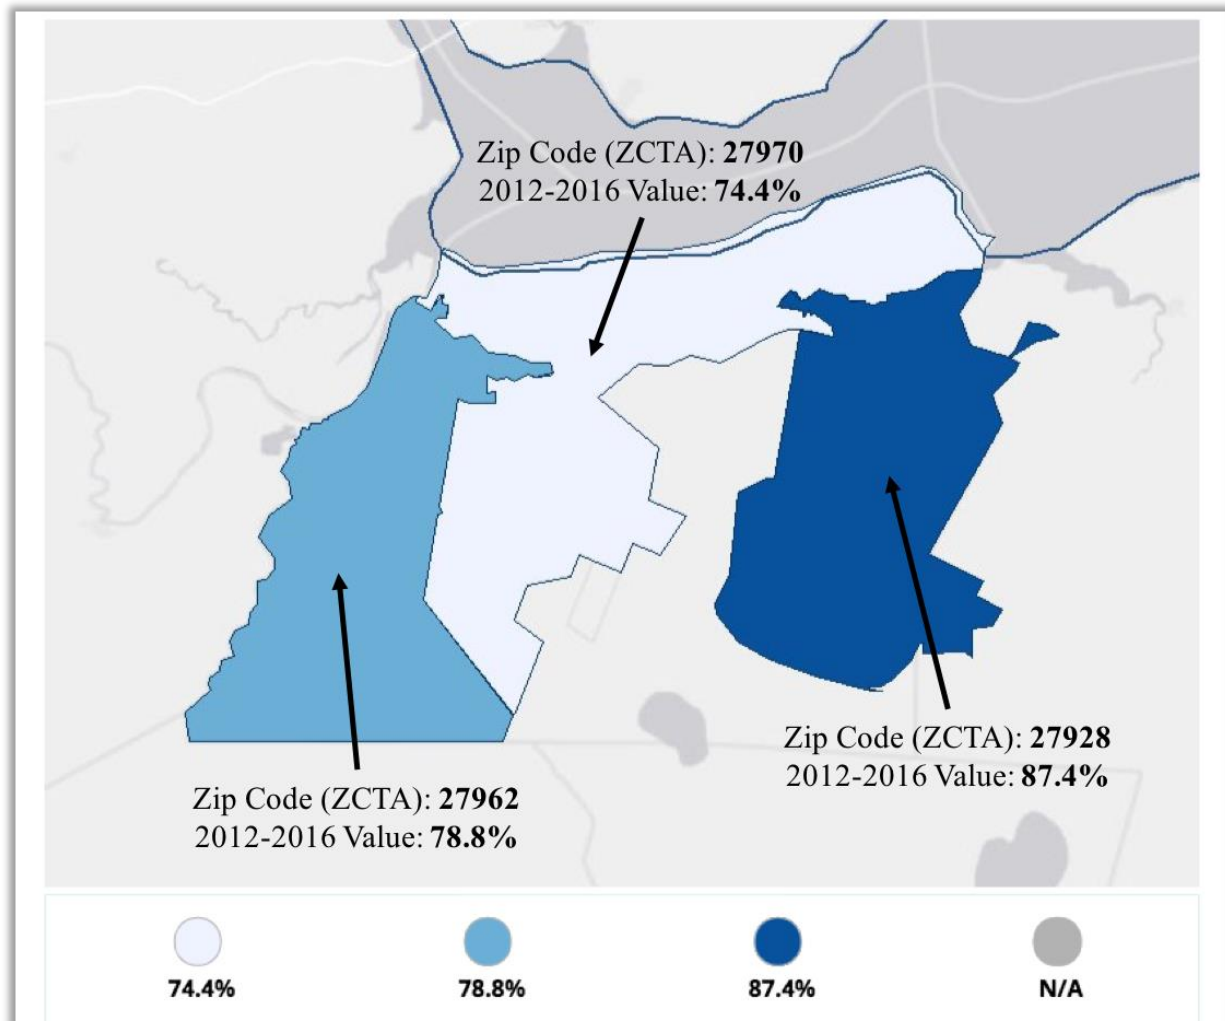 Zip Code (ZCTA): 27970
2012-2016 Value: 74.4%
Zip Code (ZCTA): 27928
2012-2016 Value: 87.4%
Zip Code (ZCTA): 27962
2012-2016 Value: 78.8%
74.4%
78.8%
87.4%
N/A